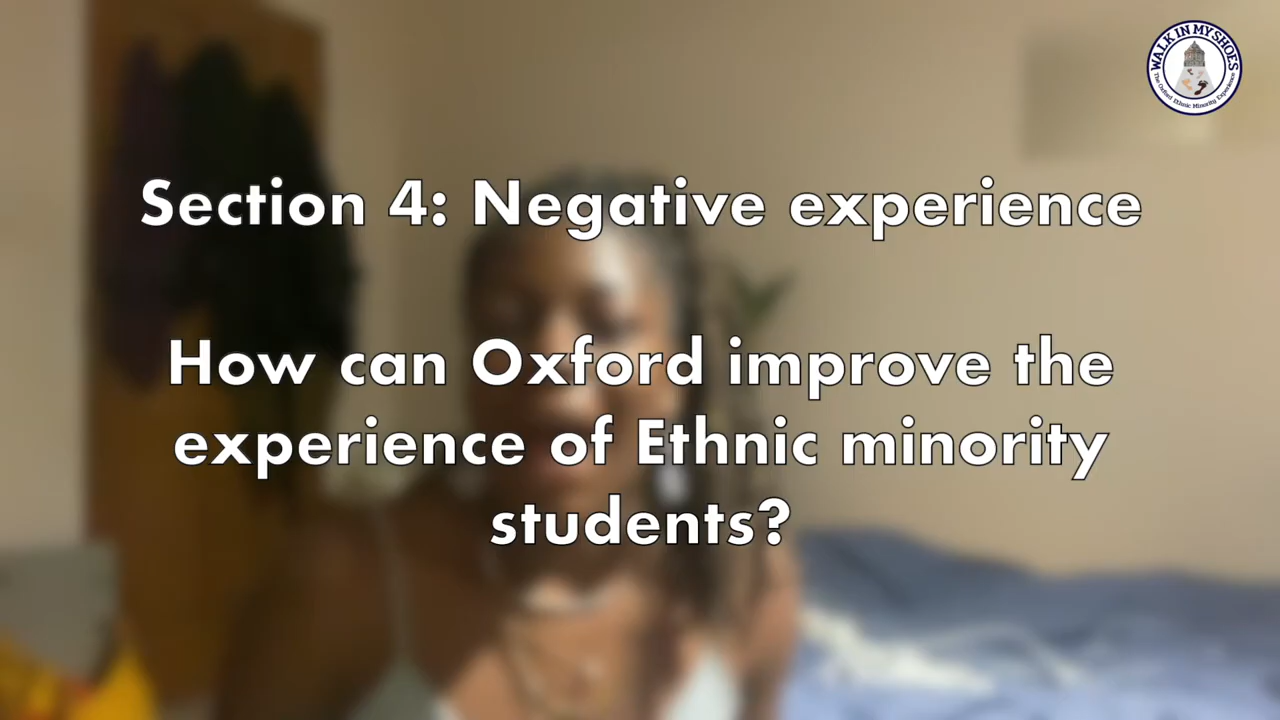 WALK IN MY SHOES
The Oxford Ethnic Minority Experience
Section 4: Negative experience
How can Oxford improve the
experience of Ethnic minority
students?